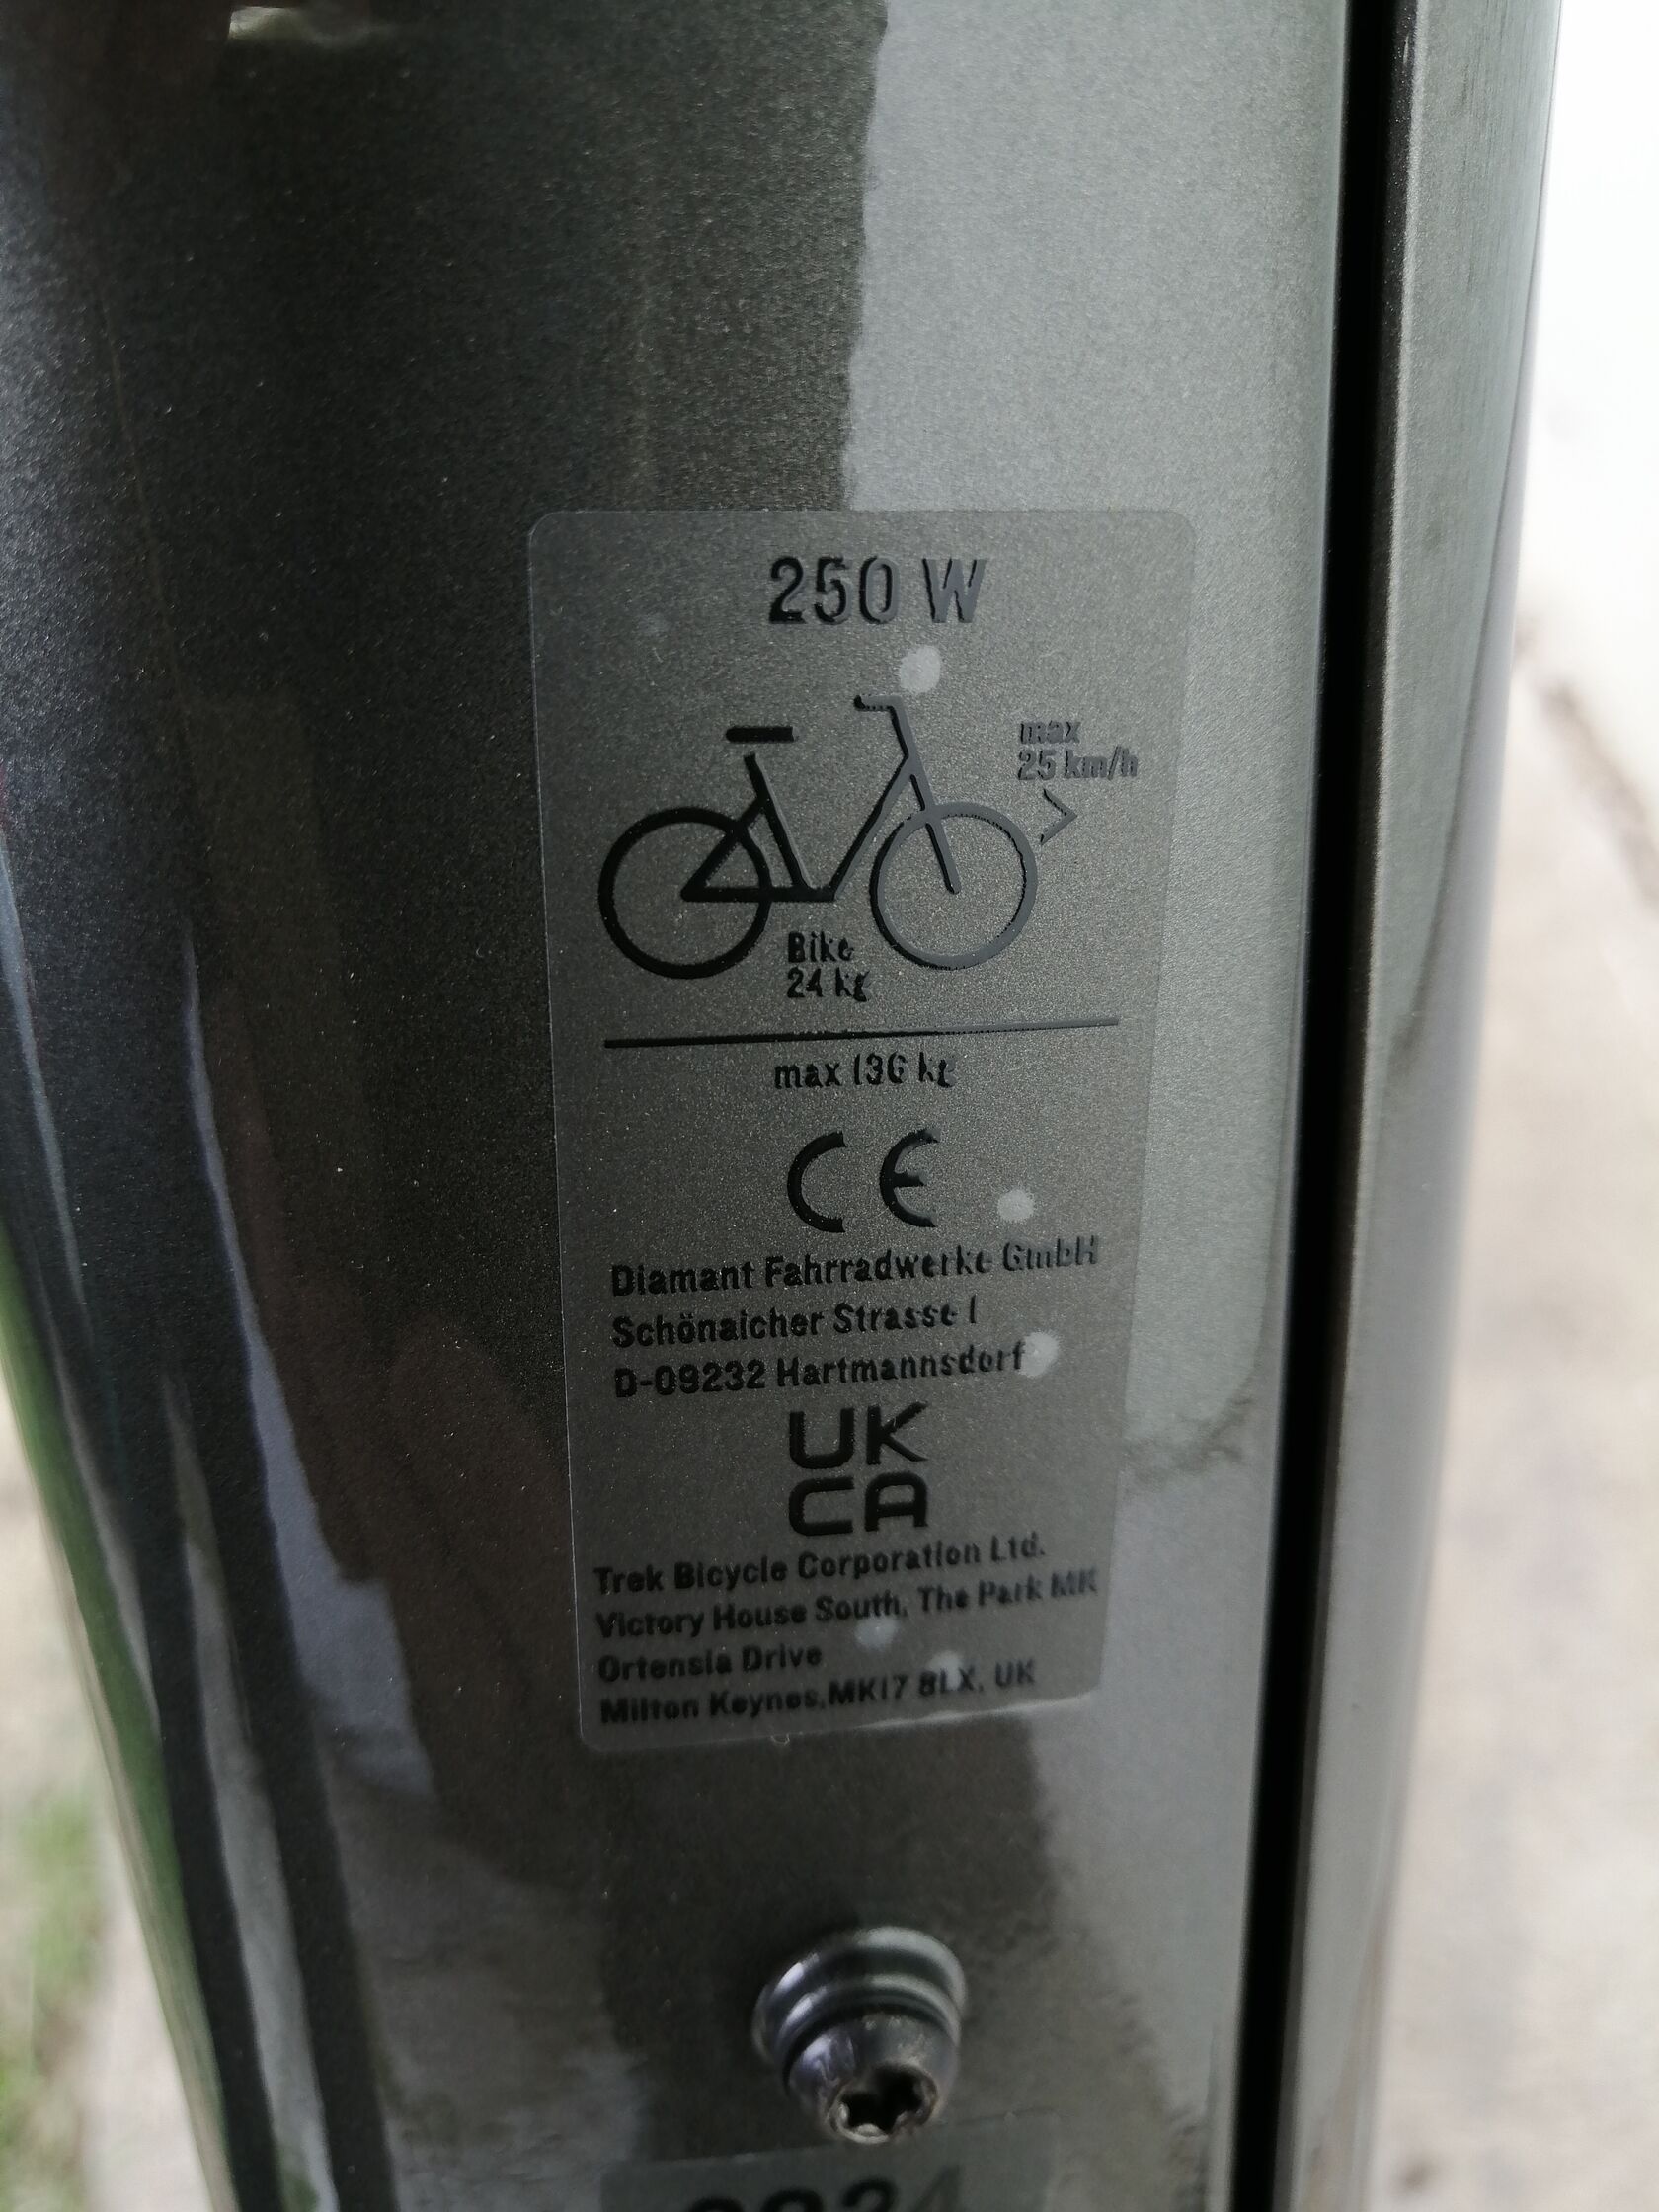 250 W
max
25 km/h
Bike
24 kg
max 136 kg
CE
Diamant Fahrradwerke GmbH
Schönaicher Strasse 1
D-09232 Hartmannsdorf
UK
CA
Trek Bicycle Corporation Ltd.
Victory House South, The Park MK
Ortensia Drive
Milton Keynes,MK17 8LX, UK